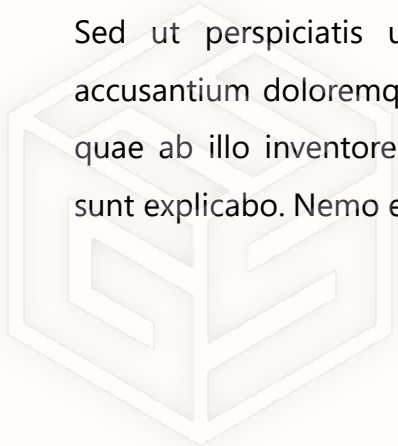 Sed ut perspiciatis u
accusantium doloremq
quae ab illo inventore
sunt explicabo. Nemo e